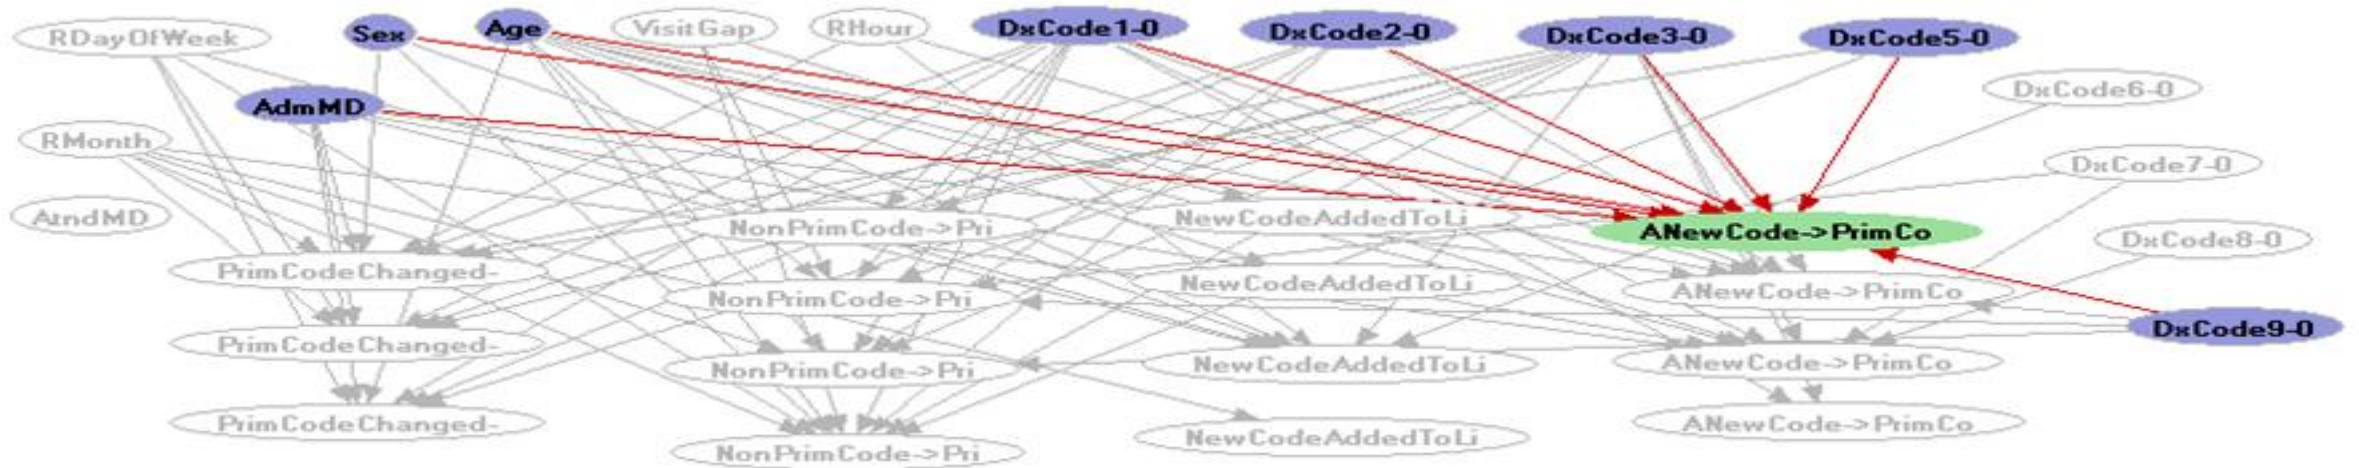 RDayOfWeek
Sex
Age
VisitGap
RHour
DxCode1-0
DxCode2-0
DxCode3-0
DxCode5-0
DxCode6-0
AdmMD
RMonth
DxCode7-0
AtndMD
NonPrimCode->Pri
NewCodeAddedToLi
ANewCode->PrimCo
DxCode8-0
PrimCodeChanged-
NonPrimCode->Pri
NewCodeAddedToLi
ANewCode->PrimCo
DxCode9-0
PrimCodeChanged-
NonPrimCode->Pri
NewCodeAddedToLi
ANewCode->PrimCo
PrimCodeChanged-
NonPrimCode->Pri
NewCodeAddedToLi
ANewCode->PrimCo